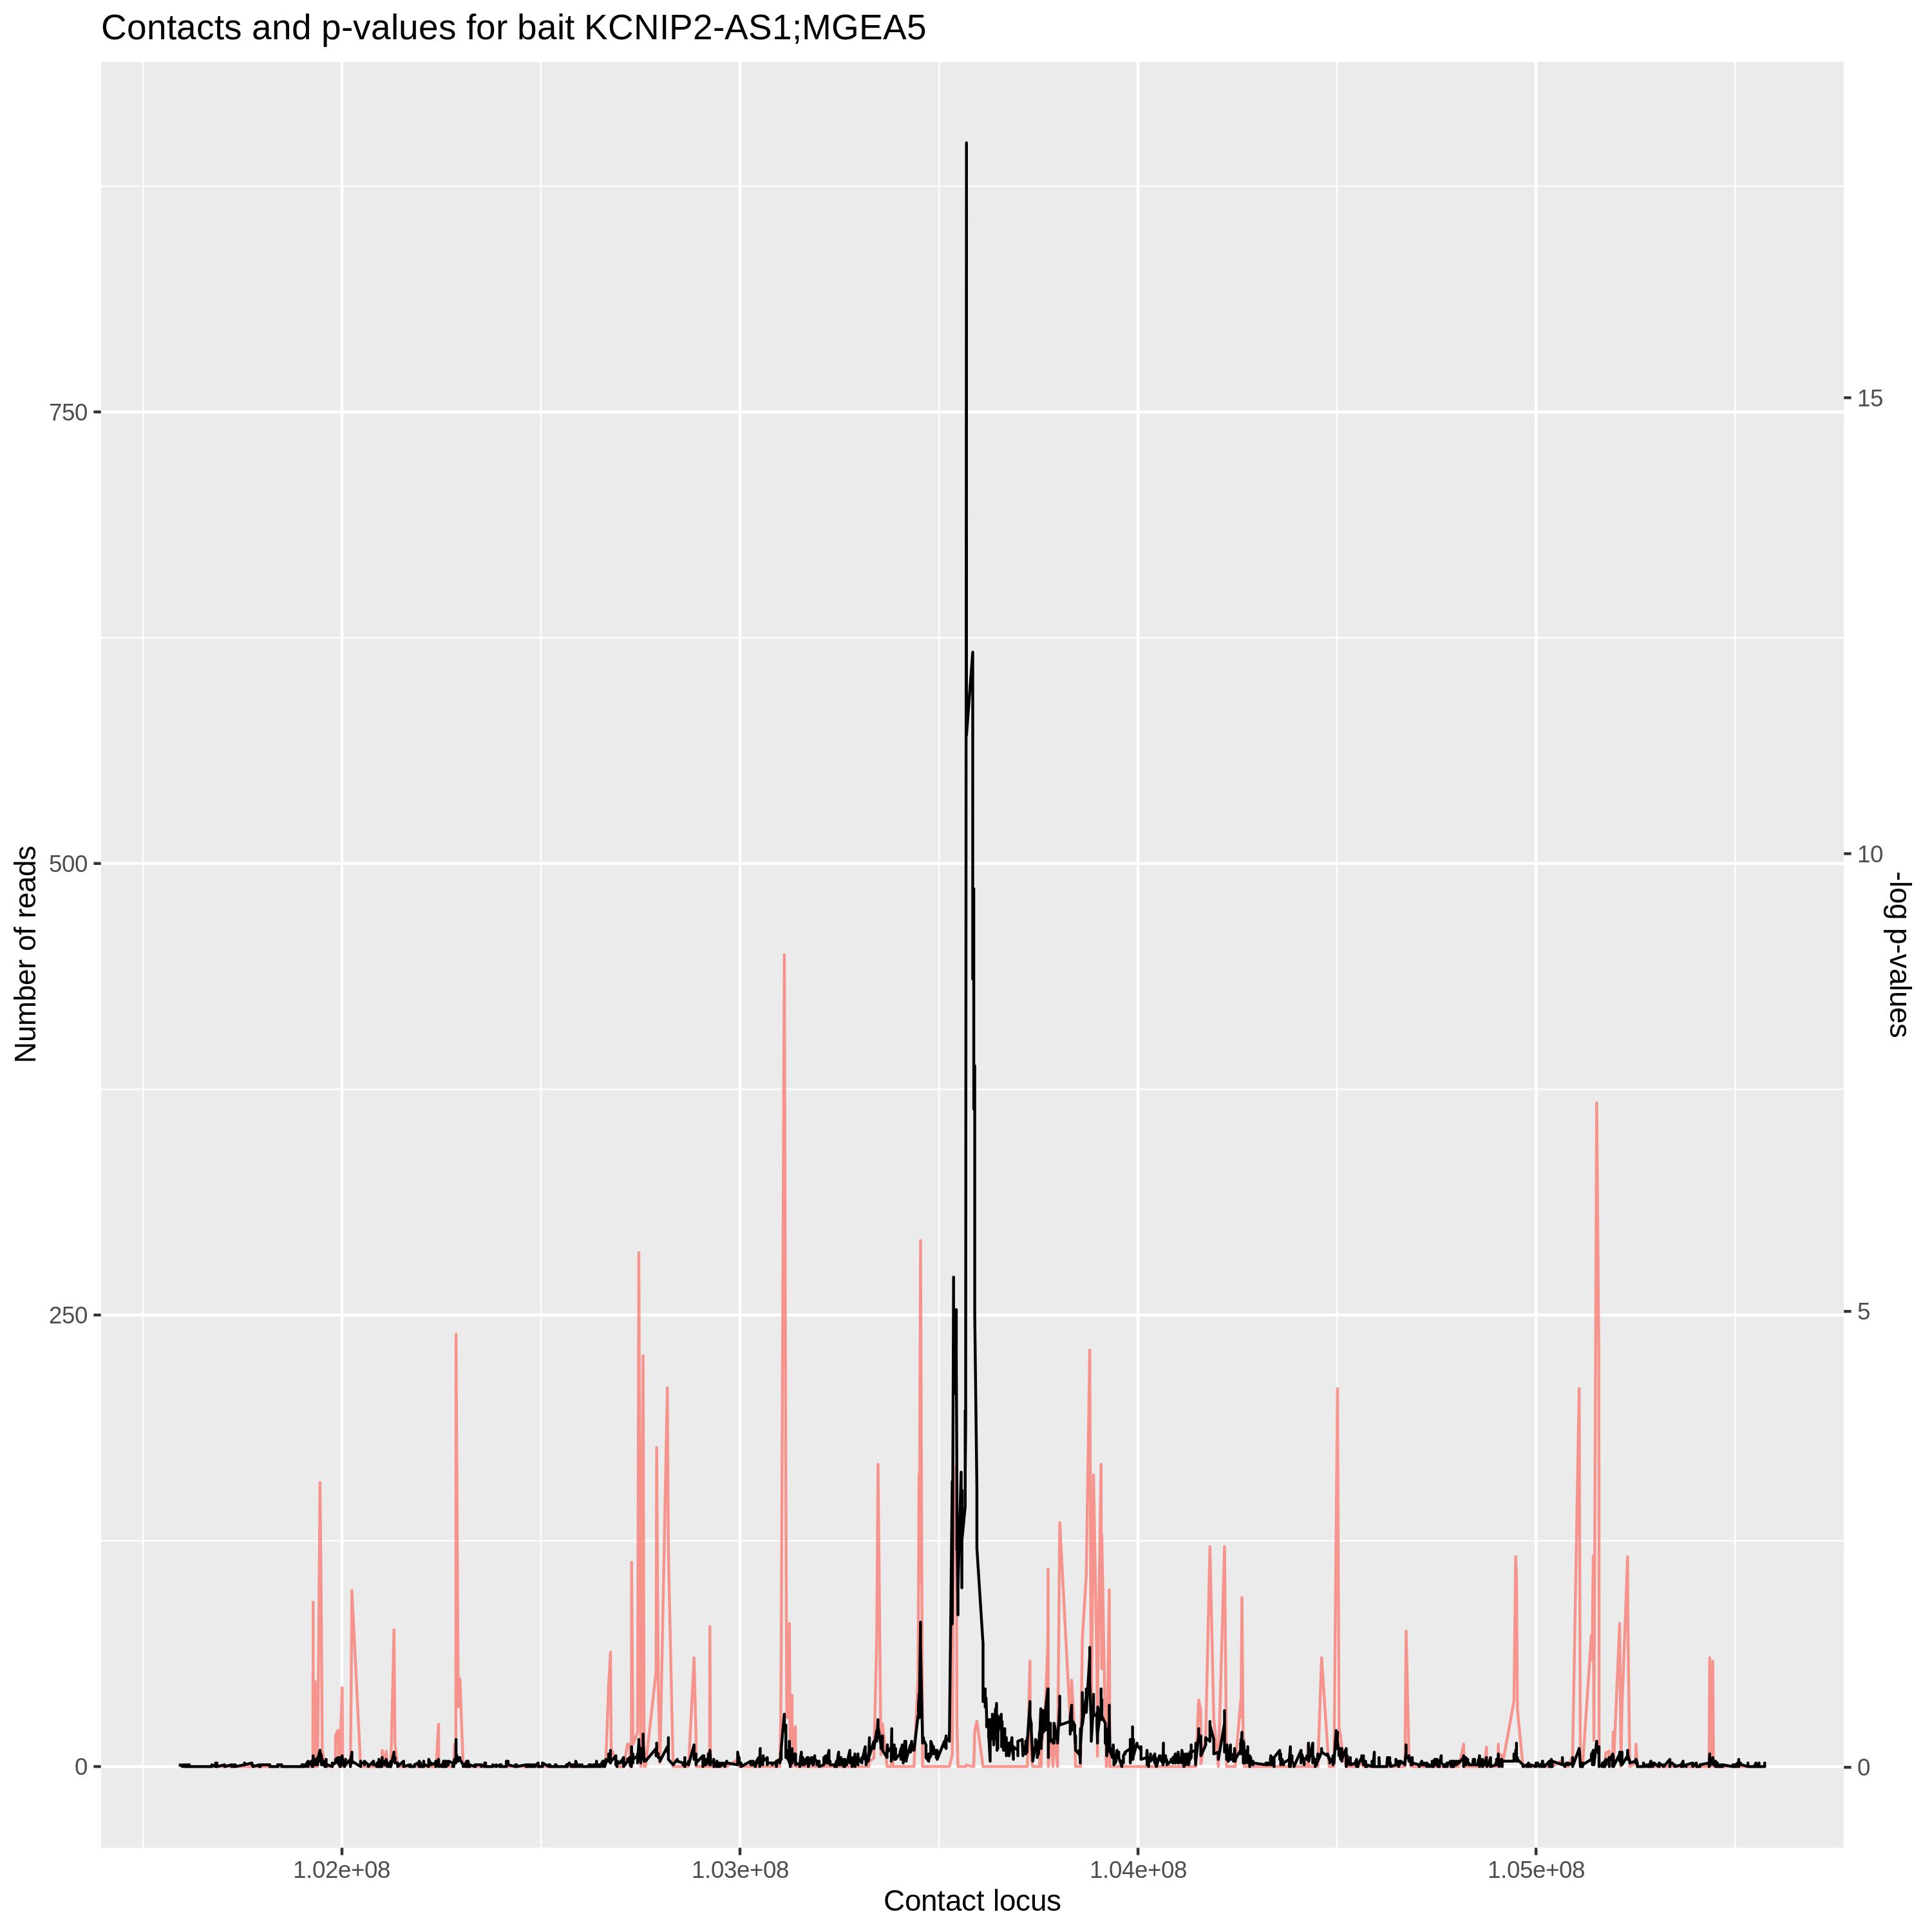 Contacts and p-values for bait KCNIP2-AS1;MGEA5
750
500
250
0
Number of reads
15
10
5
0
-log p-values
1.02e+08 1.03e+08 1.04e+08 1.05e+08
Contact locus